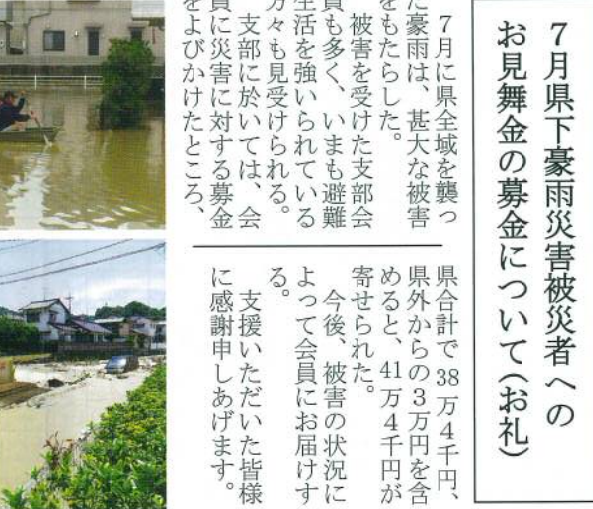 7月県下豪雨災害被災者への
お見舞金の募金について(お礼)
7月に県全域を襲っ
た豪雨は、甚大な被害
をもたらした。
被害を受けた支部会
員も多く、いまも避難
生活を強いられている
方々も見受けられる。
支部に於いては、会
員に災害に対する募金
をよびかけたところ、
県合計で38万4千円、
県外からの3万円を含
めると、41万4千円が
寄せられた。
今後、被害の状況に
よって会員にお届けす
る。
支援いただいた皆様
に感謝申しあげます。